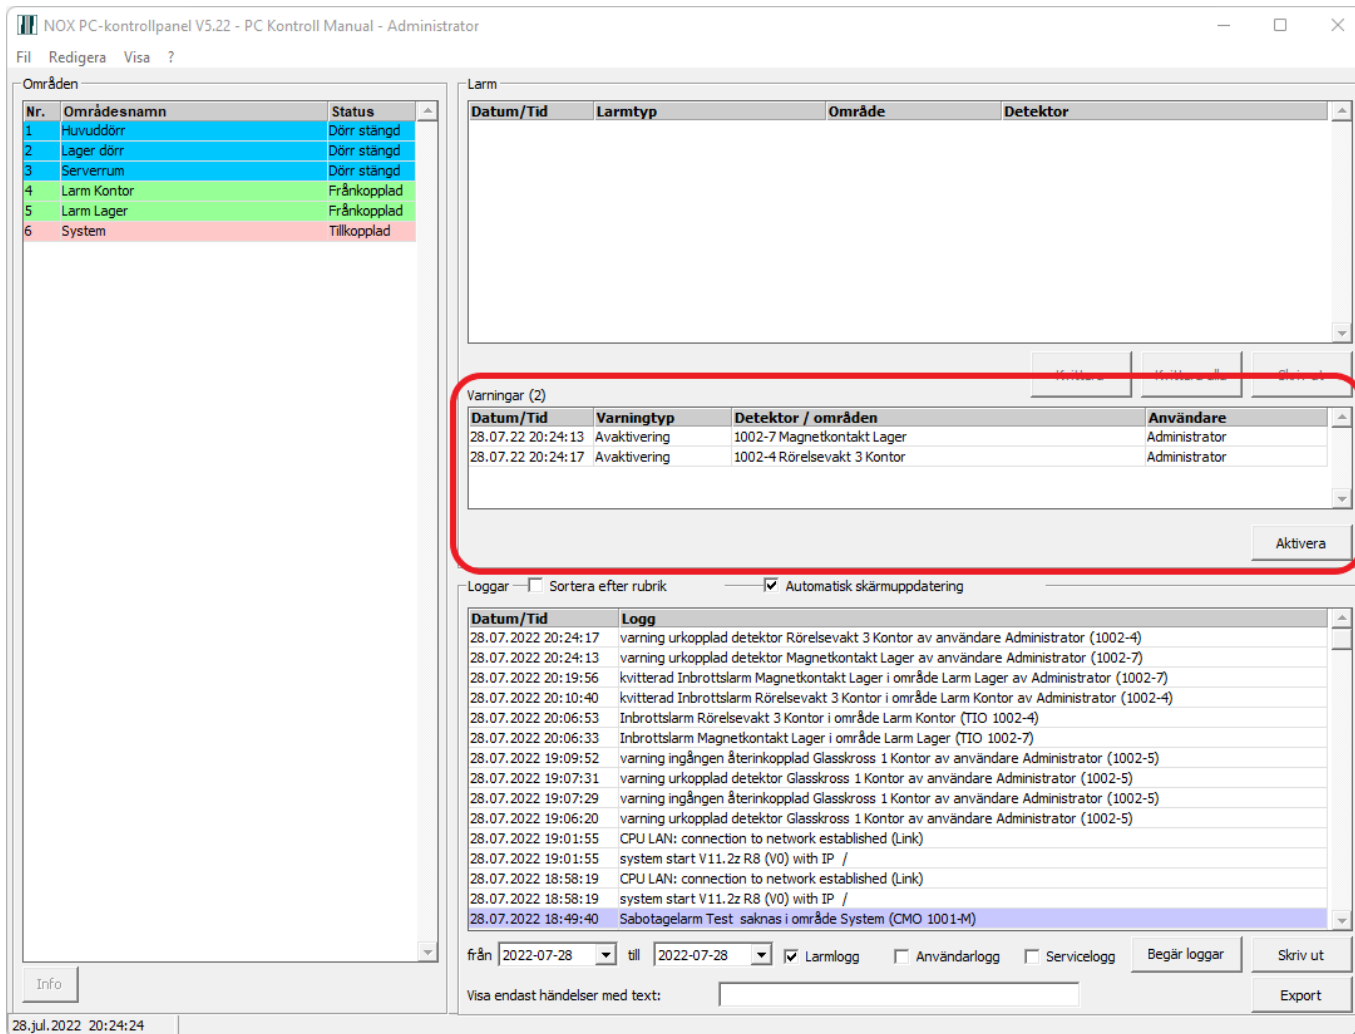 NOX PC-kontrollpanel V5.22 - PC Kontroll Manual - Administrator
Fil Redigera Visa ?
Områden
Nr. Områdesnamn Status
1 Huvuddörr Dörr stängd
2 Lager dörr Dörr stängd
3 Serverrum Dörr stängd
4 Larm Kontor Frånkopplad
5 Larm Lager Frånkopplad
6 System Tillkopplad
Info
Larm
Datum/Tid Larmtyp Område Detektor
Kvittera Kvittera alla Skriv ut
Varningar (2)
Datum/Tid Varningtyp Detektor / områden Användare
28.07.22 20:24:13 Avaktivering 1002-7 Magnetkontakt Lager Administrator
28.07.22 20:24:17 Avaktivering 1002-4 Rörelsevakt 3 Kontor Administrator
Aktivera
Loggar Sortera efter rubrik Automatisk skärmuppdatering
Datum/Tid Logg
28.07.2022 20:24:17 varning urkopplad detektor Rörelsevakt 3 Kontor av användare Administrator (1002-4)
28.07.2022 20:24:13 varning urkopplad detektor Magnetkontakt Lager av användare Administrator (1002-7)
28.07.2022 20:19:56 kvitterad Inbrottslarm Magnetkontakt Lager i område Larm Lager av Administrator (1002-7)
28.07.2022 20:10:40 kvitterad Inbrottslarm Rörelsevakt 3 Kontor i område Larm Kontor av Administrator (1002-4)
28.07.2022 20:06:53 Inbrottslarm Rörelsevakt 3 Kontor i område Larm Kontor (TIO 1002-4)
28.07.2022 20:06:33 Inbrottslarm Magnetkontakt Lager i område Larm Lager (TIO 1002-7)
28.07.2022 19:09:52 varning ingången återinkopplad Glasskross 1 Kontor av användare Administrator (1002-5)
28.07.2022 19:07:31 varning urkopplad detektor Glasskross 1 Kontor av användare Administrator (1002-5)
28.07.2022 19:07:29 varning ingången återinkopplad Glasskross 1 Kontor av användare Administrator (1002-5)
28.07.2022 19:06:20 varning urkopplad detektor Glasskross 1 Kontor av användare Administrator (1002-5)
28.07.2022 19:01:55 CPU LAN: connection to network established (Link)
28.07.2022 19:01:55 system start V11.2z R8 (V0) with IP /
28.07.2022 18:58:19 CPU LAN: connection to network established (Link)
28.07.2022 18:58:19 system start V11.2z R8 (V0) with IP /
28.07.2022 18:49:40 Sabotagelarm Test saknas i område System (CMO 1001-M)
från 2022-07-28 till 2022-07-28 Larmlogg Användarlogg Servicelogg Begär loggar Skriv ut
Visa endast händelser med text: Export
28.jul.2022 20:24:24